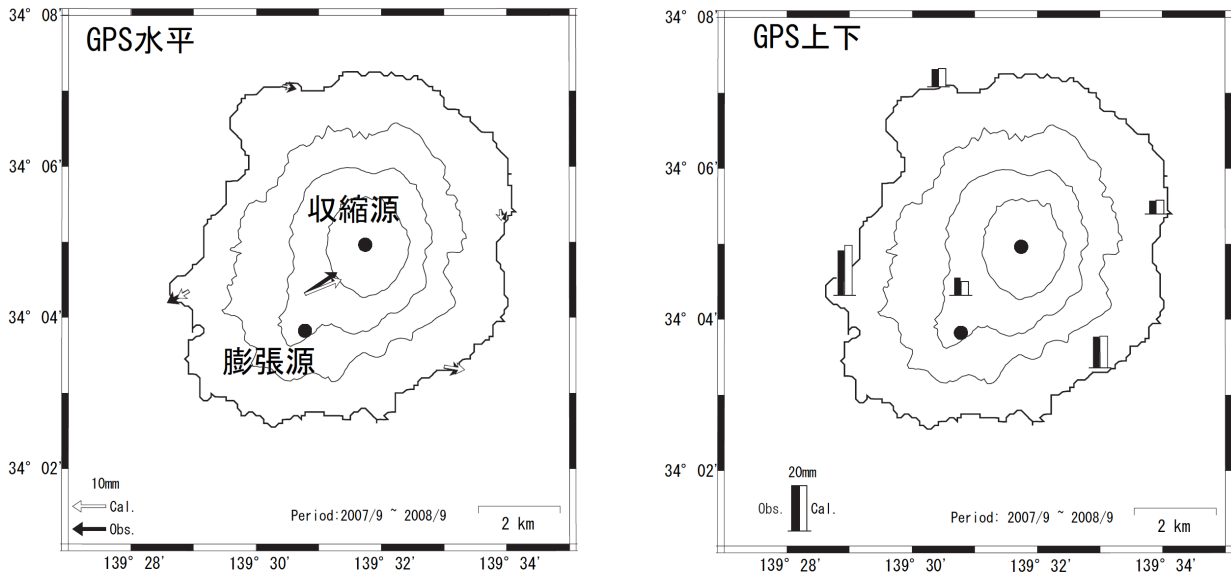 GPS水平
34° 08'
34° 06'
34° 04'
34° 02'
収縮源
膨張源
10mm
Cal.
Obs.
Period:2007/9 ~ 2008/9
2 km
139° 28'
139° 30'
139° 32'
139° 34'
GPS上下
34° 08'
34° 06'
34° 04'
34° 02'
20mm
Obs.
Cal.
Period: 2007/9 ~ 2008/9
2 km
139° 28'
139° 30'
139° 32'
139° 34'